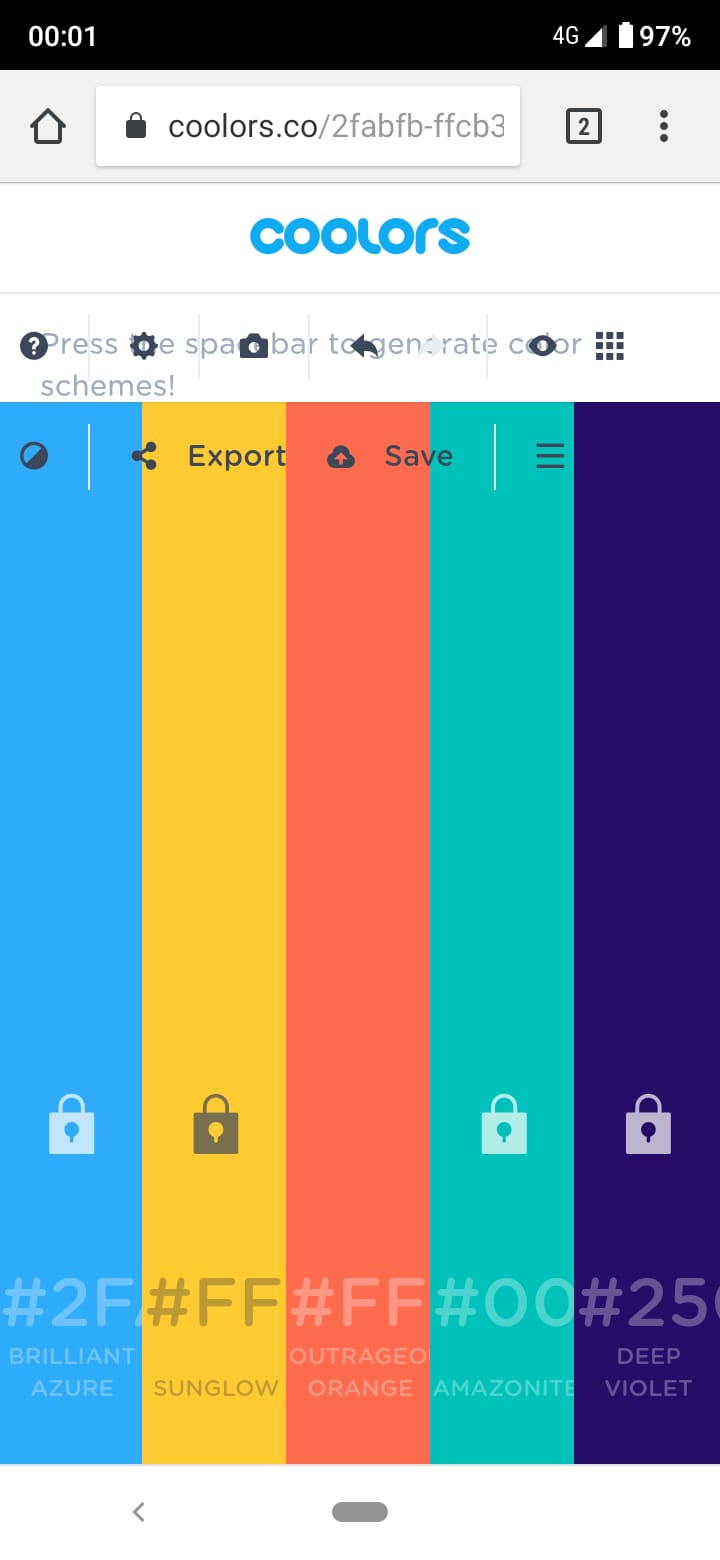 00:01
4G 97%
coolors.co/2fabfb-ffcb3
2
coolors
Press the spacebar to generate color
schemes!
Export Save
#2F #FF #FF #00 #25
BRILLIANT OUTRAGEO DEEP
AZURE SUNGLOW ORANGE AMAZONITE VIOLET